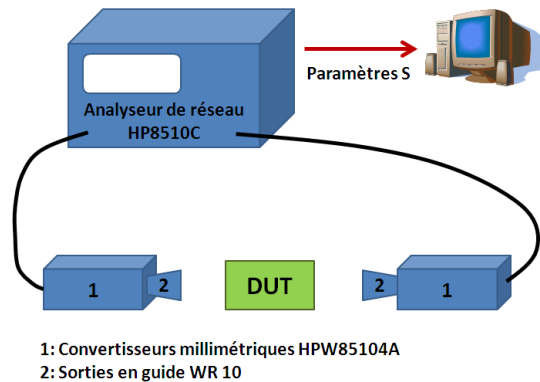 Paramètres S
Analyseur de réseau
HP8510C
1
2
DUT
2
1
1: Convertisseurs millimétriques HPW85104A
2: Sorties en guide WR 10